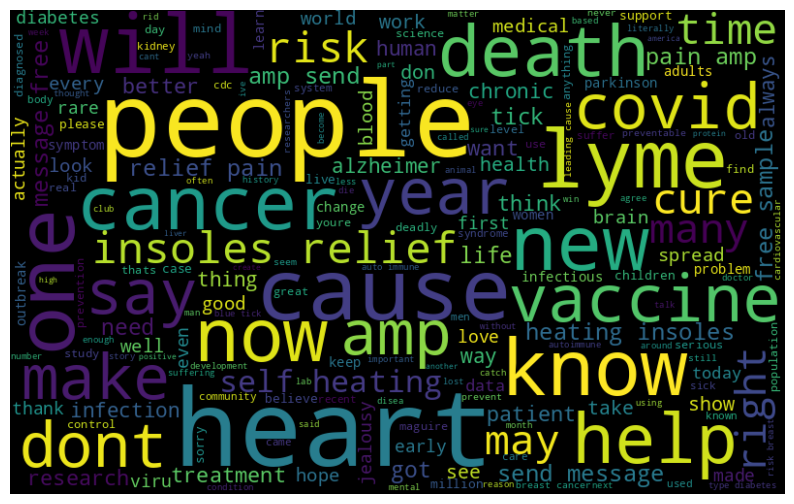 diabetes
rid
day
kidney
will
mind
yeah
learn
world
risk
work
medical
human
science
death
never
based
support
time
matter
literally
america
cant
pain amp
adults
diagnosed
body
thought
every
better
cdc
amp send
don
chronic
anything
parkinson
rare
please
message free
people
blood
getting
system
researchers
reduce
tick
covid
always
actually
symptom
look
kid
real
relief pain
alzheimer
want
use
health
level
called
sure
suffer
preventable
protein
old
leading cause
lyme
free sample
find
often
history
live
less
die
animal
win
agree
cancer
year
change
youre
deadly
think
first
women
brain
cure
many
club
liver
insoles relief
life
new
spread
cardiovascular
one
outbreak
high
prevention
thats
case
seem
auto immune
syndrome
infectious
children
problem
doctor
say
thing
good
cause
great
man
men
vaccine
talk
need
blue tick
without
enough
number
well
study
story
positive
even
now
amp
love
way
heating insoles
autoimmune
around
serious
still
today
population
make
suffering
development
self heating
keep
important
another
data
catch
prevent
know
sick
right
thank
infection
community
believe
lab
lost
disea
recent
heart
jealousy
maguire
early
patient
take
using
known
show
dont
control
sorry
said
came
may
help
month
care
research
viru
treatment
hope
got
million
see
send message
made
condition
mental
reason
breast cancer
next
used
type diabetes
risk breast